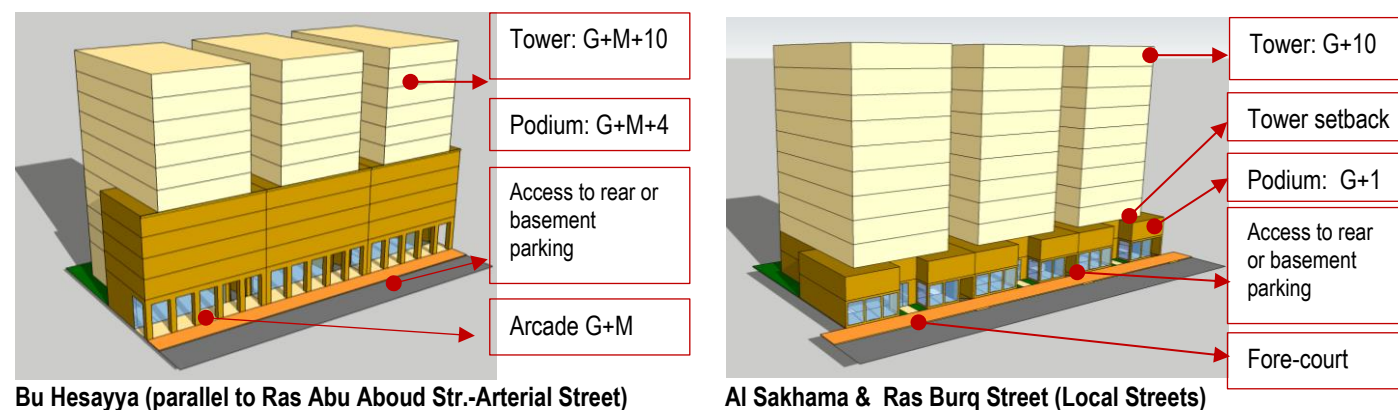 Tower: G+M+10
Podium: G+M+4
Access to rear or
basement
parking
Arcade G+M
Bu Hesayya (parallel to Ras Abu Aboud Str.-Arterial Street)
Tower: G+10
Tower setback
Podium: G+1
Access to rear
or basement
parking
Fore-court
Al Sakhama & Ras Burq Street (Local Streets)